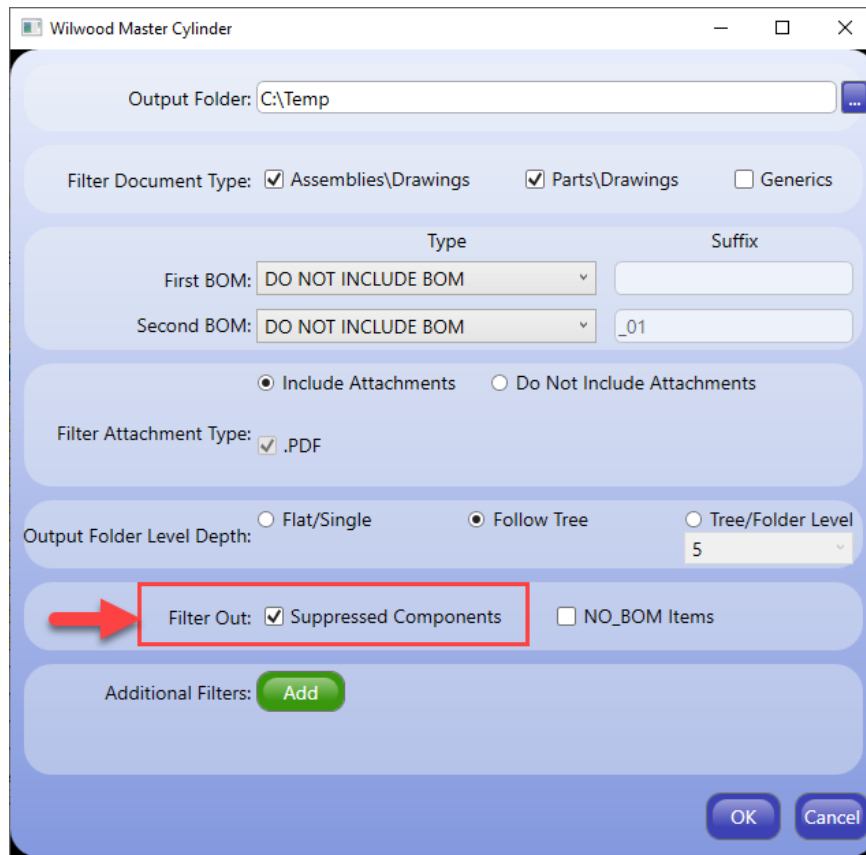 Wilwood Master Cylinder
Output Folder: C:\Temp ...
Filter Document Type: Assemblies\Drawings Parts\Drawings Generics
Type Suffix
First BOM: DO NOT INCLUDE BOM
Second BOM: DO NOT INCLUDE BOM _01
Include Attachments Do Not Include Attachments
Filter Attachment Type: .PDF
Output Folder Level Depth: Flat/Single Follow Tree Tree/Folder Level
5
Filter Out: Suppressed Components NO_BOM Items
Additional Filters: Add
OK Cancel